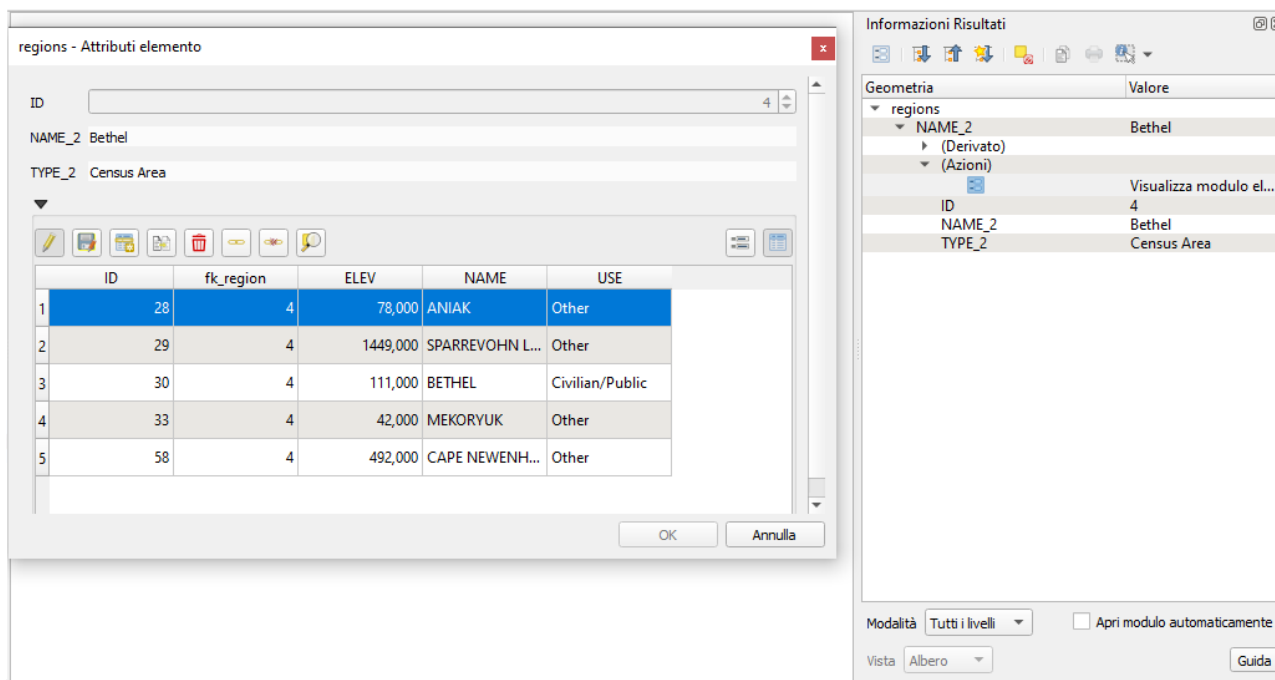 regions - Attributi elemento
ID 4
NAME_2 Bethel
TYPE_2 Census Area
ID fk_region ELEV NAME USE
1 28 4 78,000 ANIAK Other
2 29 4 1449,000 SPARREVOHN L... Other
3 30 4 111,000 BETHEL Civilian/Public
4 33 4 42,000 MEKORYUK Other
5 58 4 492,000 CAPE NEWENH... Other
OK Annulla
Informazioni Risultati
Geometria Valore
regions
NAME_2 Bethel
(Derivato)
(Azioni)
Visualizza modulo el...
ID 4
NAME_2 Bethel
TYPE_2 Census Area
Modalità Tutti i livelli Apri modulo automaticamente
Vista Albero Guida